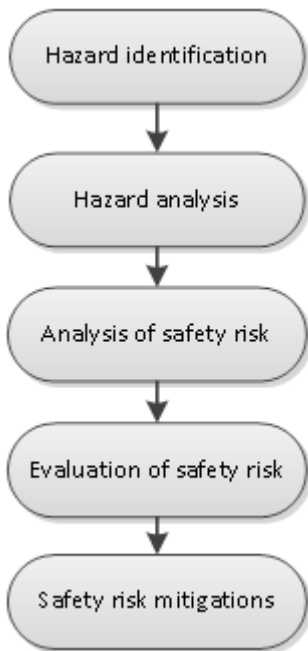 Hazard identification
Hazard analysis
Analysis of safety risk
Evaluation of safety risk
Safety risk mitigations